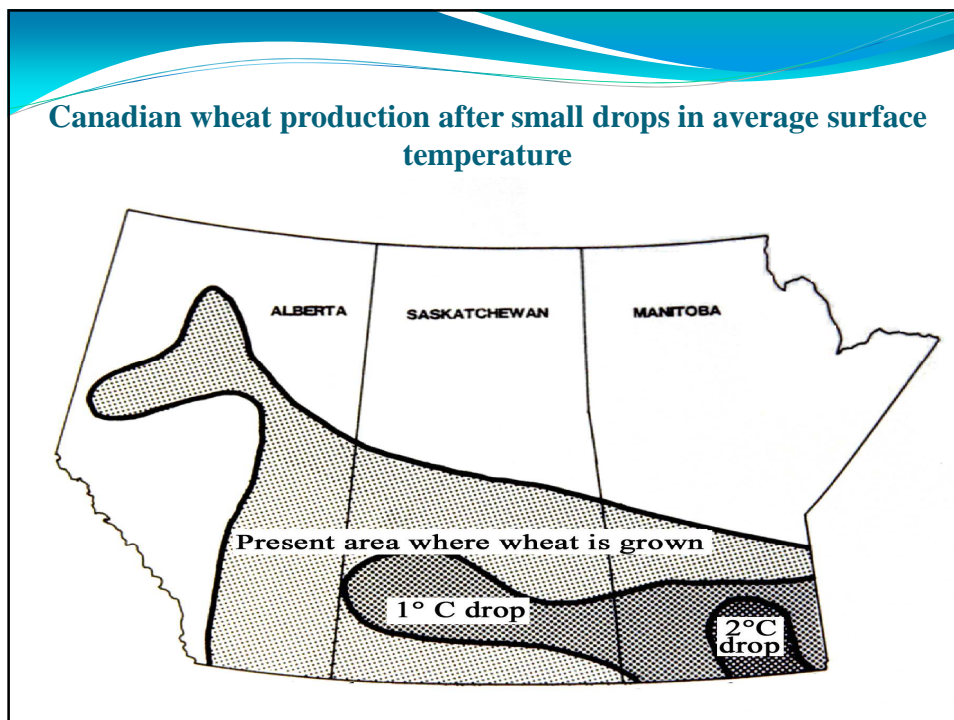 Canadian wheat production after small drops in average surface
temperature
ALBERTA
SASKATCHEWAN
MANITOBA
Present area where wheat is grown
1° C drop
2°C
drop